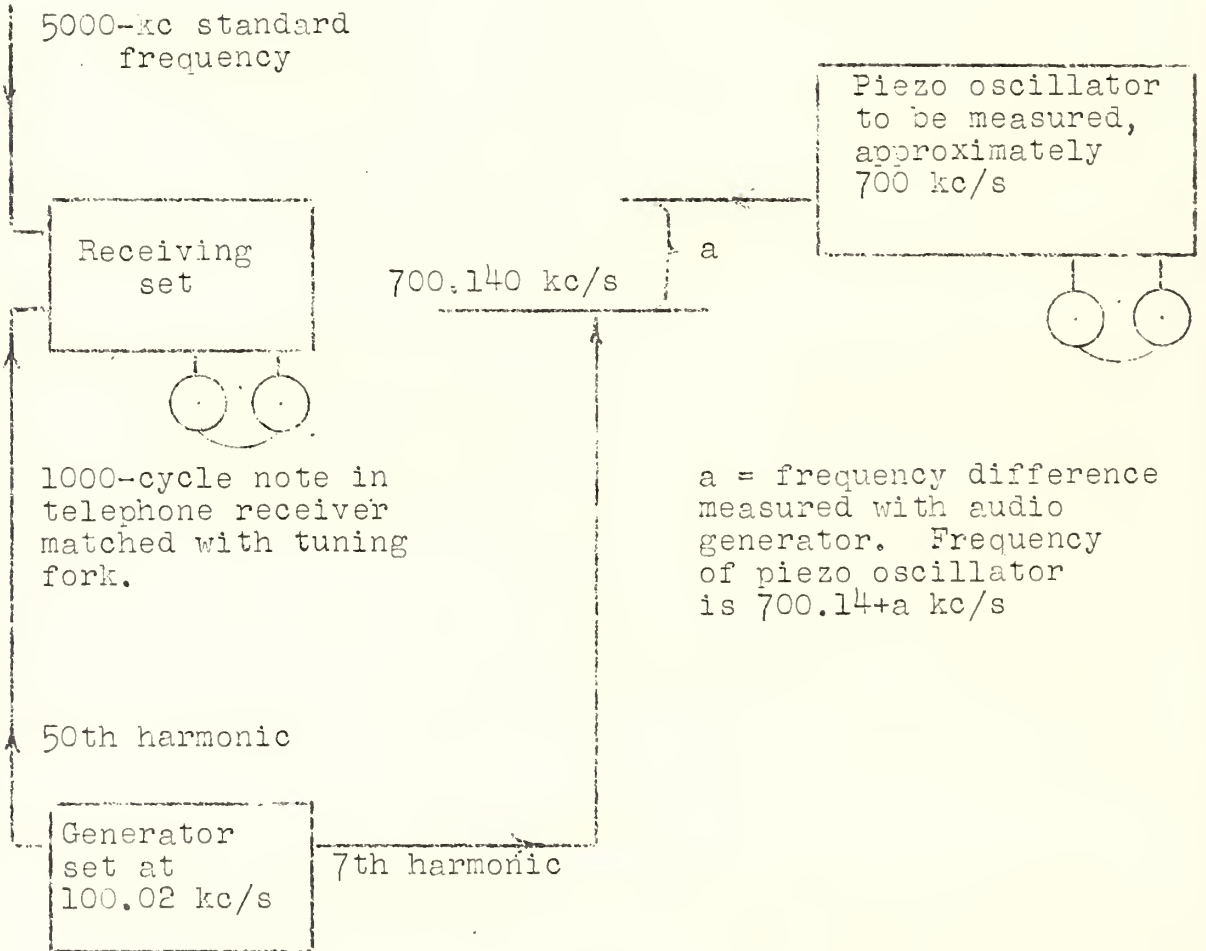 5000-kc standard
frequency
Piezo oscillator
to be measured,
approximately
700 kc/s
Receiving
set
a
700.140 kc/s
1000-cycle note in
telephone receiver
matched with tuning
fork.
a = frequency difference
measured with audio
generator. Frequency
of piezo oscillator
is 700.14+a kc/s
50th harmonic
Generator
set at
100.02 kc/s
7th harmonic